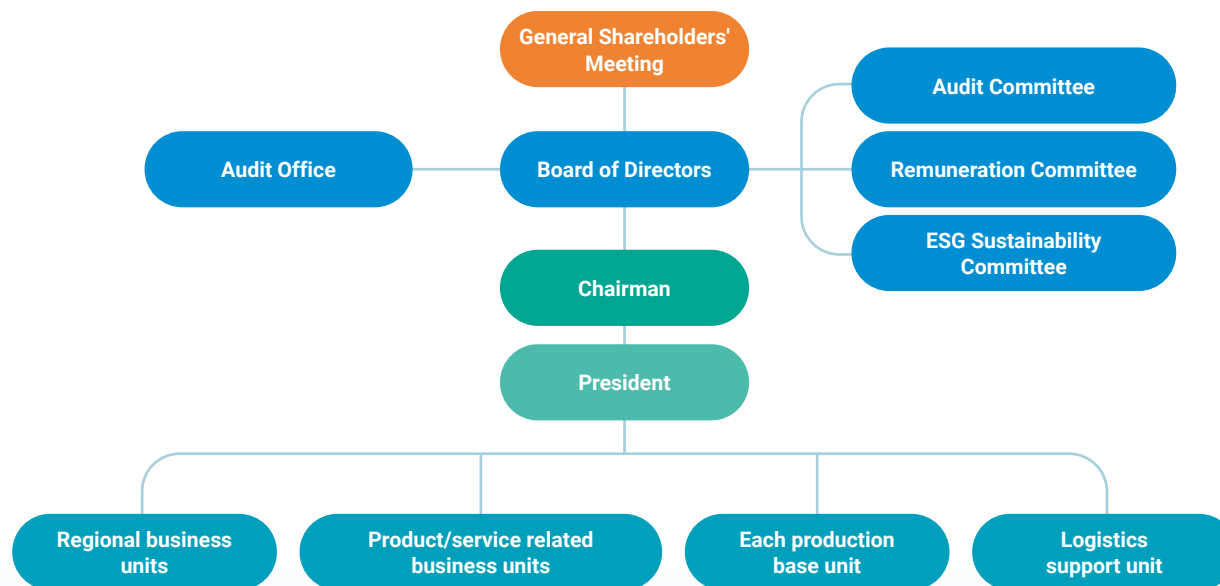 General Shareholders'
Meeting
Audit Committee
Audit Office
Board of Directors
Remuneration Committee
ESG Sustainability
Committee
Chairman
President
Regional business
units
Product/service related
business units
Each production
base unit
Logistics
support unit